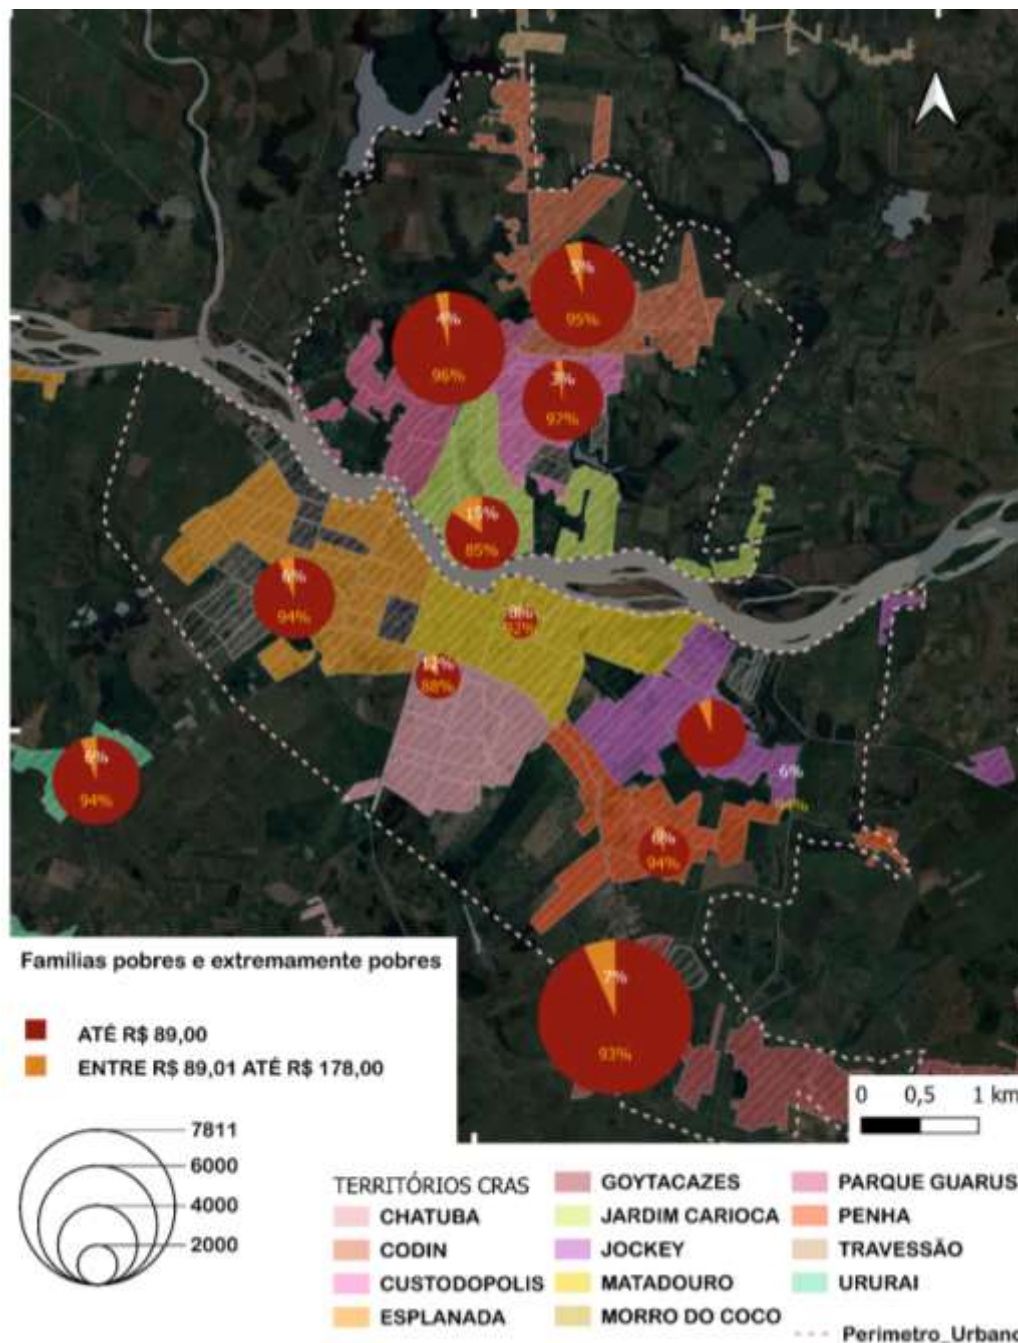 5%
95%
4%
96%
3%
97%
15%
85%
6%
94%
12%
88%
6%
94%
6%
94%
6%
94%
7%
93%
Famílias pobres e extremamente pobres
ATÉ R$ 89,00
ENTRE R$ 89,01 ATÉ R$ 178,00
7811
6000
4000
2000
0 0,5 1 km
TERRITÓRIOS CRAS
CHATUBA
CODIN
CUSTODOPOLIS
ESPLANADA
GOYTACAZES
JARDIM CARIOCA
JOCKEY
MATADOURO
MORRO DO COCO
PARQUE GUARUS
PENHA
TRAVESSÃO
URURAI
Perimetro_Urbano